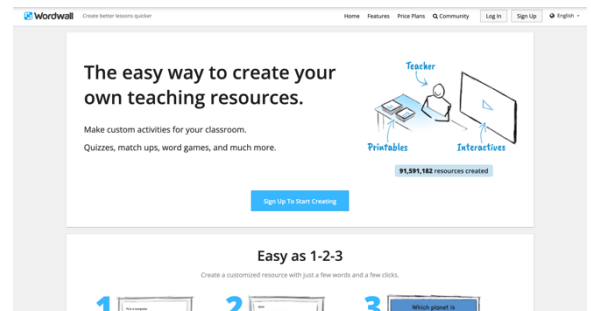 Wordwall Create better lessons quicker Home Features Price Plans Community Log In Sign Up English
The easy way to create your
own teaching resources.
Make custom activities for your classroom.
Quizzes, match ups, word games, and much more.
Teacher
Printables Interactives
91,591,182 resources created
Sign Up To Start Creating
Easy as 1-2-3
Create a customized resource with just a few words and a few clicks.
1 2 3
Pick a template
Quiz
Which planet is